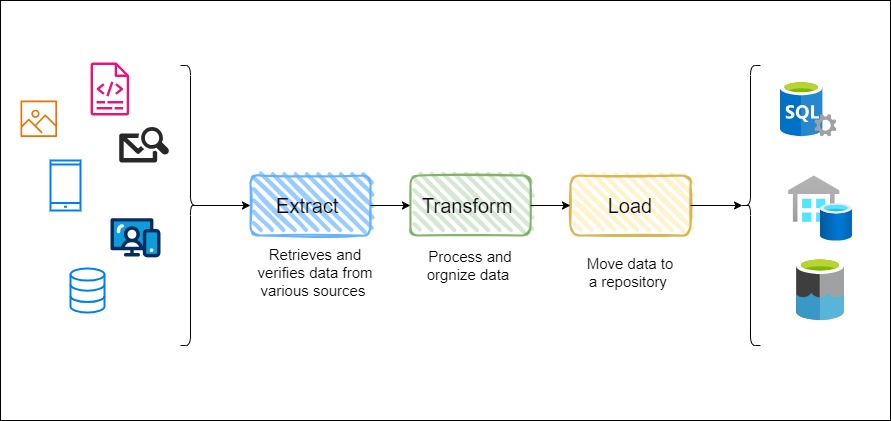 </>
SQL
Extract
Transform
Load
Retrieves and
verifies data from
various sources
Process and
orgnize data
Move data to
a repository